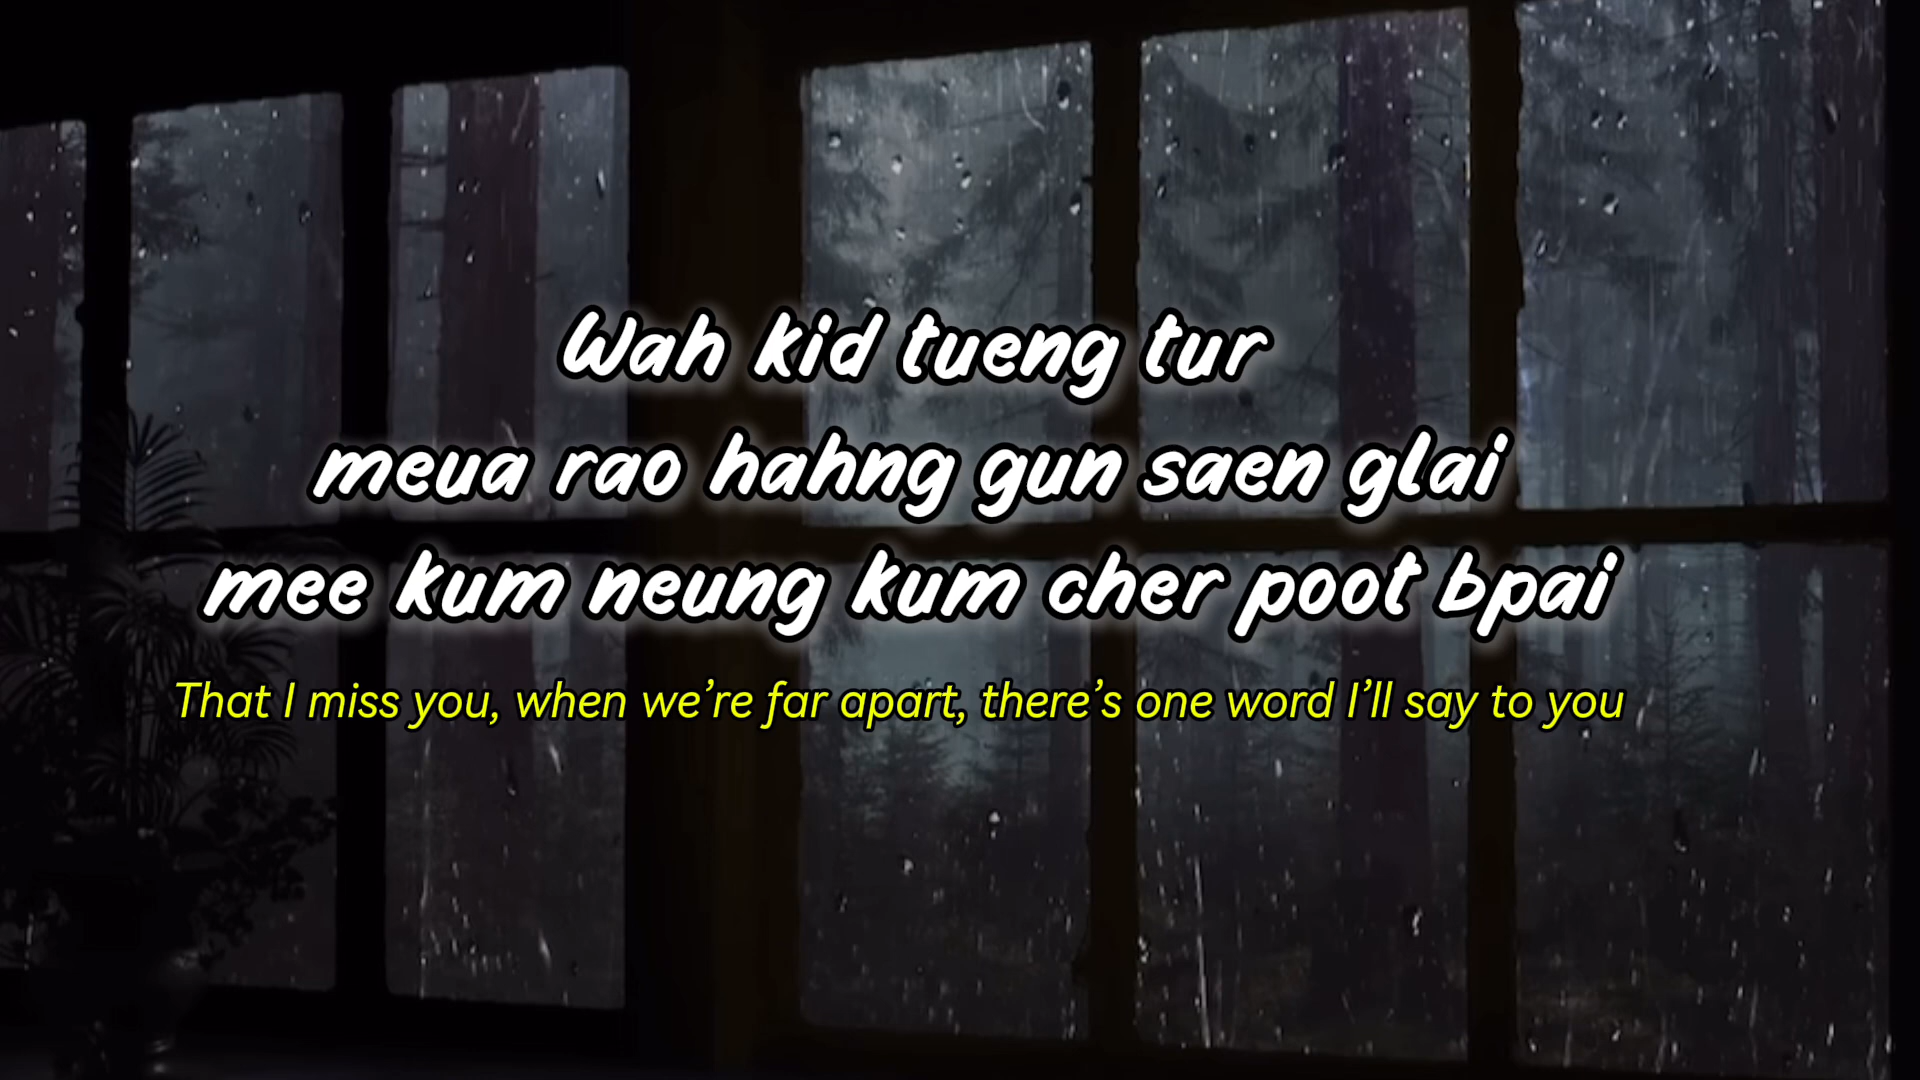 Wah kid tueng tur
meua rao hahng gun saen glai
mee kum neung kum cher poot bpai
That I miss you, when we’re far apart, there’s one word I’ll say to you